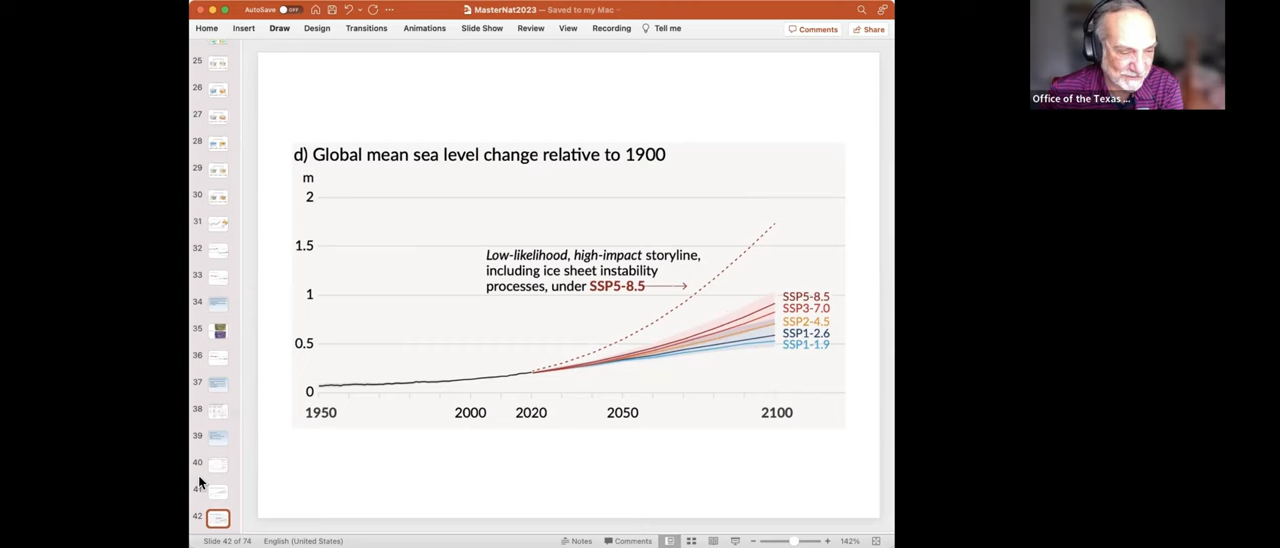 AutoSave OFF
MasterNat2023 — Saved to my Mac
Home Insert Draw Design Transitions Animations Slide Show Review View Recording Tell me Comments Share
25
26
27
28
29
30
31
32
33
34
35
36
37
38
39
40
41
42
d) Global mean sea level change relative to 1900
m
2
1.5
1
0.5
0
Low-likelihood, high-impact storyline,
including ice sheet instability
processes, under SSP5-8.5
SSP5-8.5
SSP3-7.0
SSP2-4.5
SSP1-2.6
SSP1-1.9
1950 2000 2020 2050 2100
Slide 42 of 74 English (United States) Notes Comments 142%
Office of the Texas ...